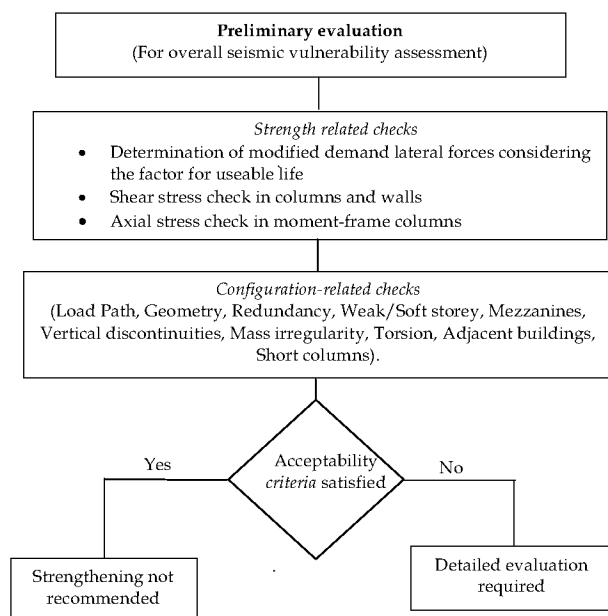 Preliminary evaluation
(For overall seismic vulnerability assessment)
Strength related checks
• Determination of modified demand lateral forces considering
the factor for useable life
• Shear stress check in columns and walls
• Axial stress check in moment-frame columns
Configuration-related checks
(Load Path, Geometry, Redundancy, Weak/Soft storey, Mezzanines,
Vertical discontinuities, Mass irregularity, Torsion, Adjacent buildings,
Short columns).
Acceptability
criteria satisfied
Yes
No
Strengthening not
recommended
Detailed evaluation
required